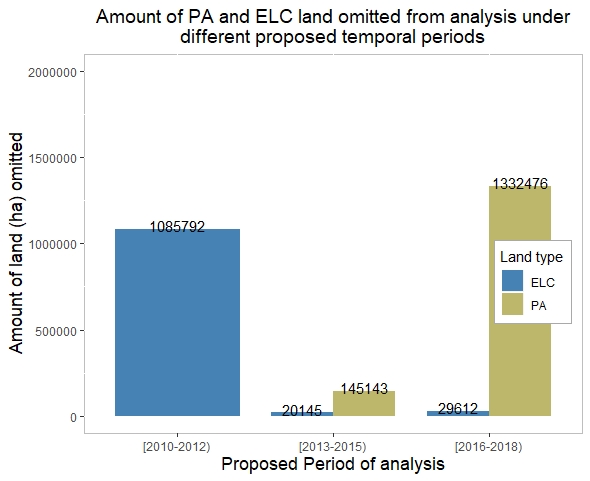 Amount of PA and ELC land omitted from analysis under
different proposed temporal periods
Amount of land (ha) omitted
2000000
1500000
1000000
500000
0
1085792
20145
145143
29612
1332476
Land type
ELC
PA
[2010-2012)
[2013-2015)
[2016-2018)
Proposed Period of analysis